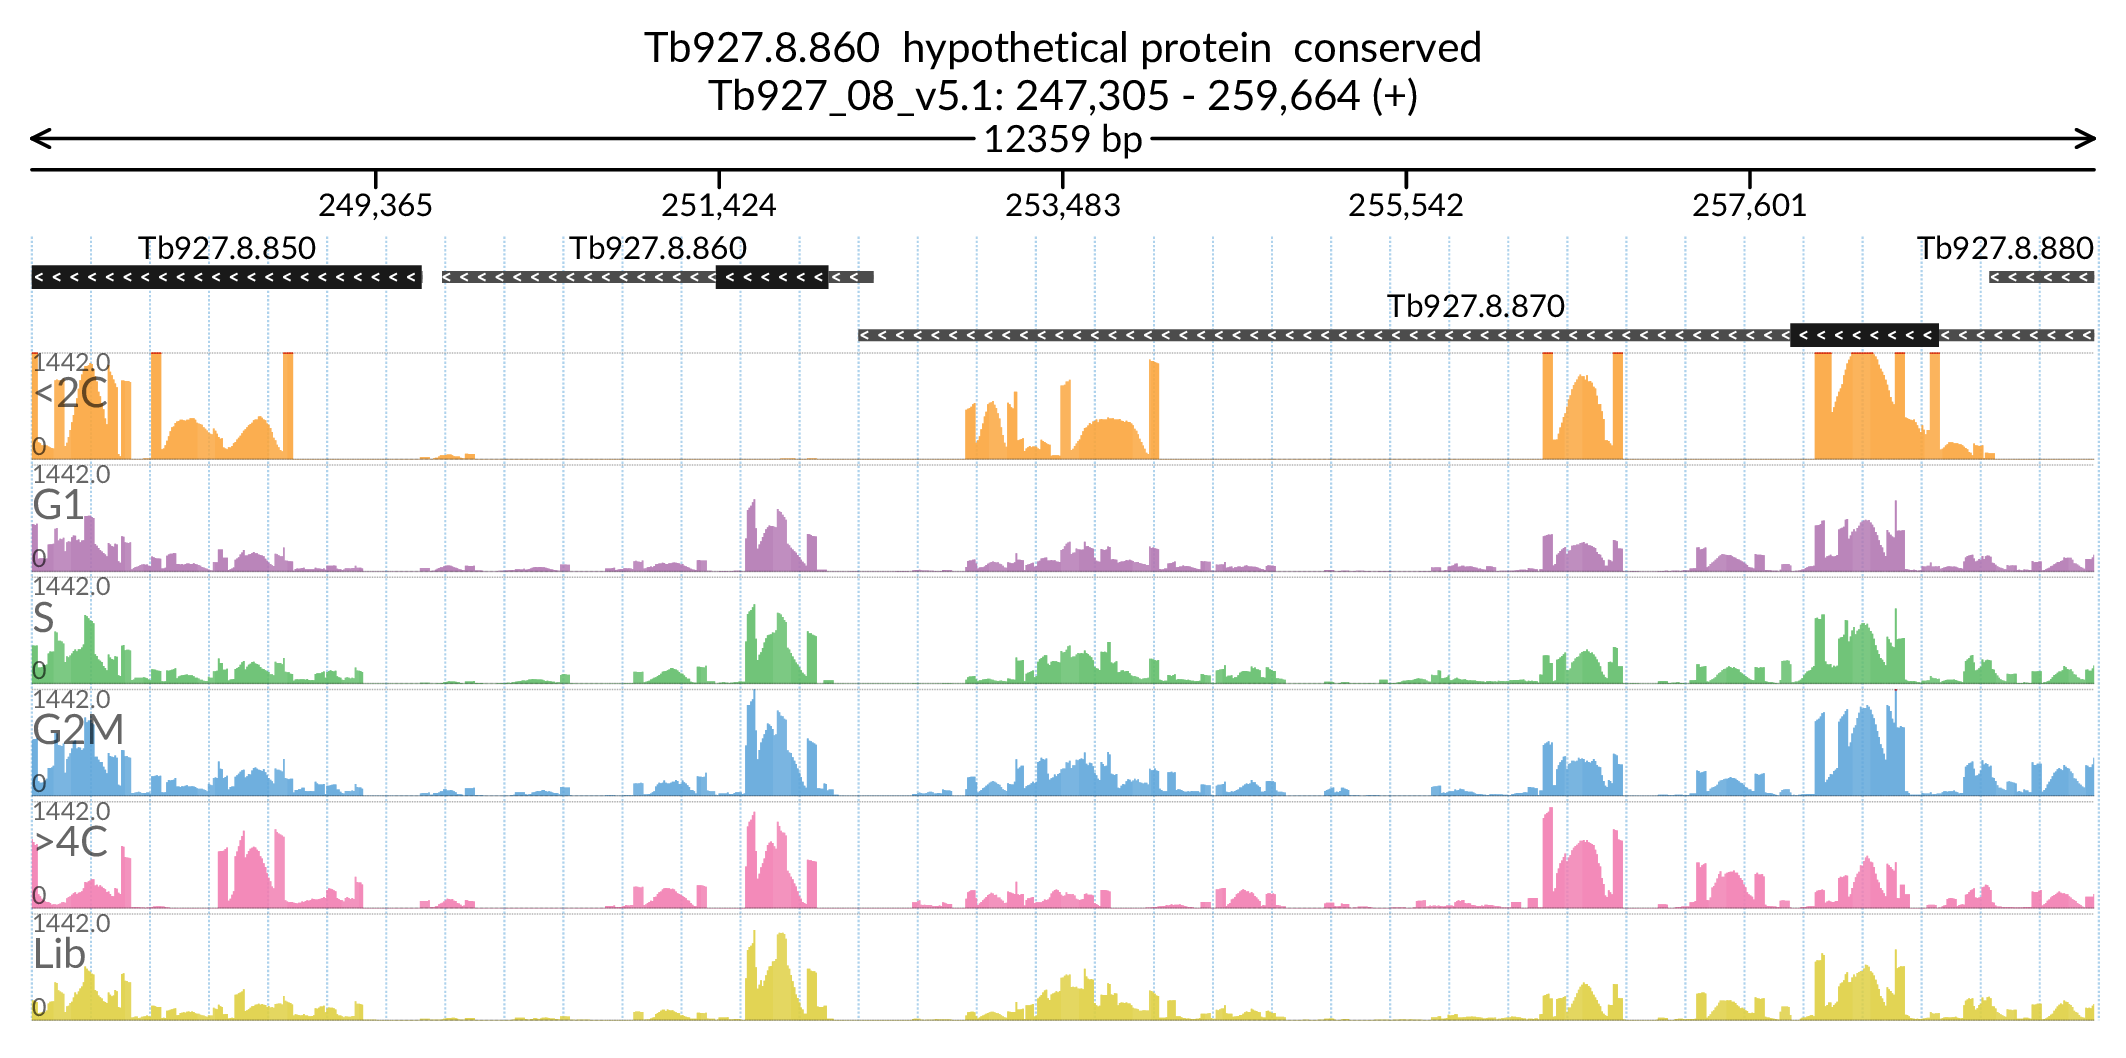 Tb927.8.860  hypothetical protein  conserved
Tb927_08_v5.1: 247,305 - 259,664 (+)
12359 bp
249,365 251,424 253,483 255,542 257,601
Tb927.8.850 Tb927.8.860 Tb927.8.880
Tb927.8.870
1442.0
<2C
0
1442.0
G1
0
1442.0
S
0
1442.0
G2M
0
1442.0
>4C
0
1442.0
Lib
0